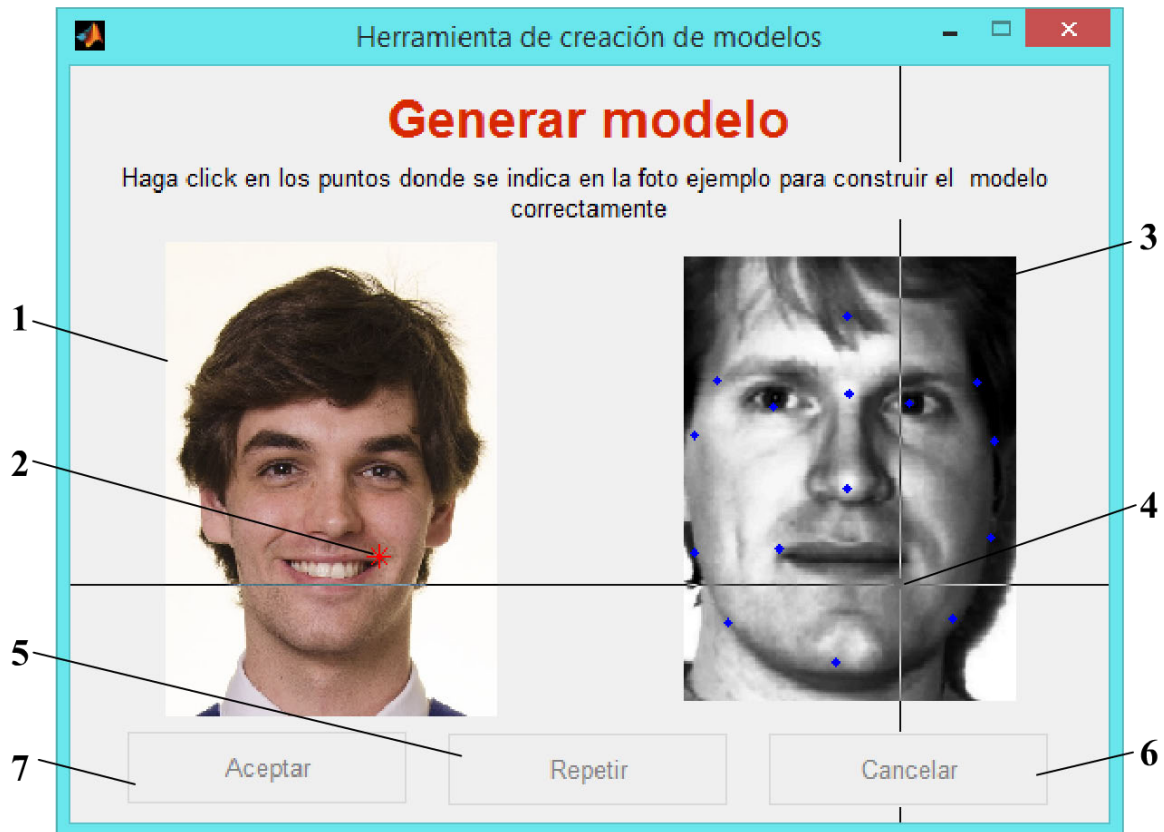 Herramienta de creación de modelos
Generar modelo
Haga click en los puntos donde se indica en la foto ejemplo para construir el modelo
correctamente
1
2
3
4
5
6
7
Aceptar
Repetir
Cancelar